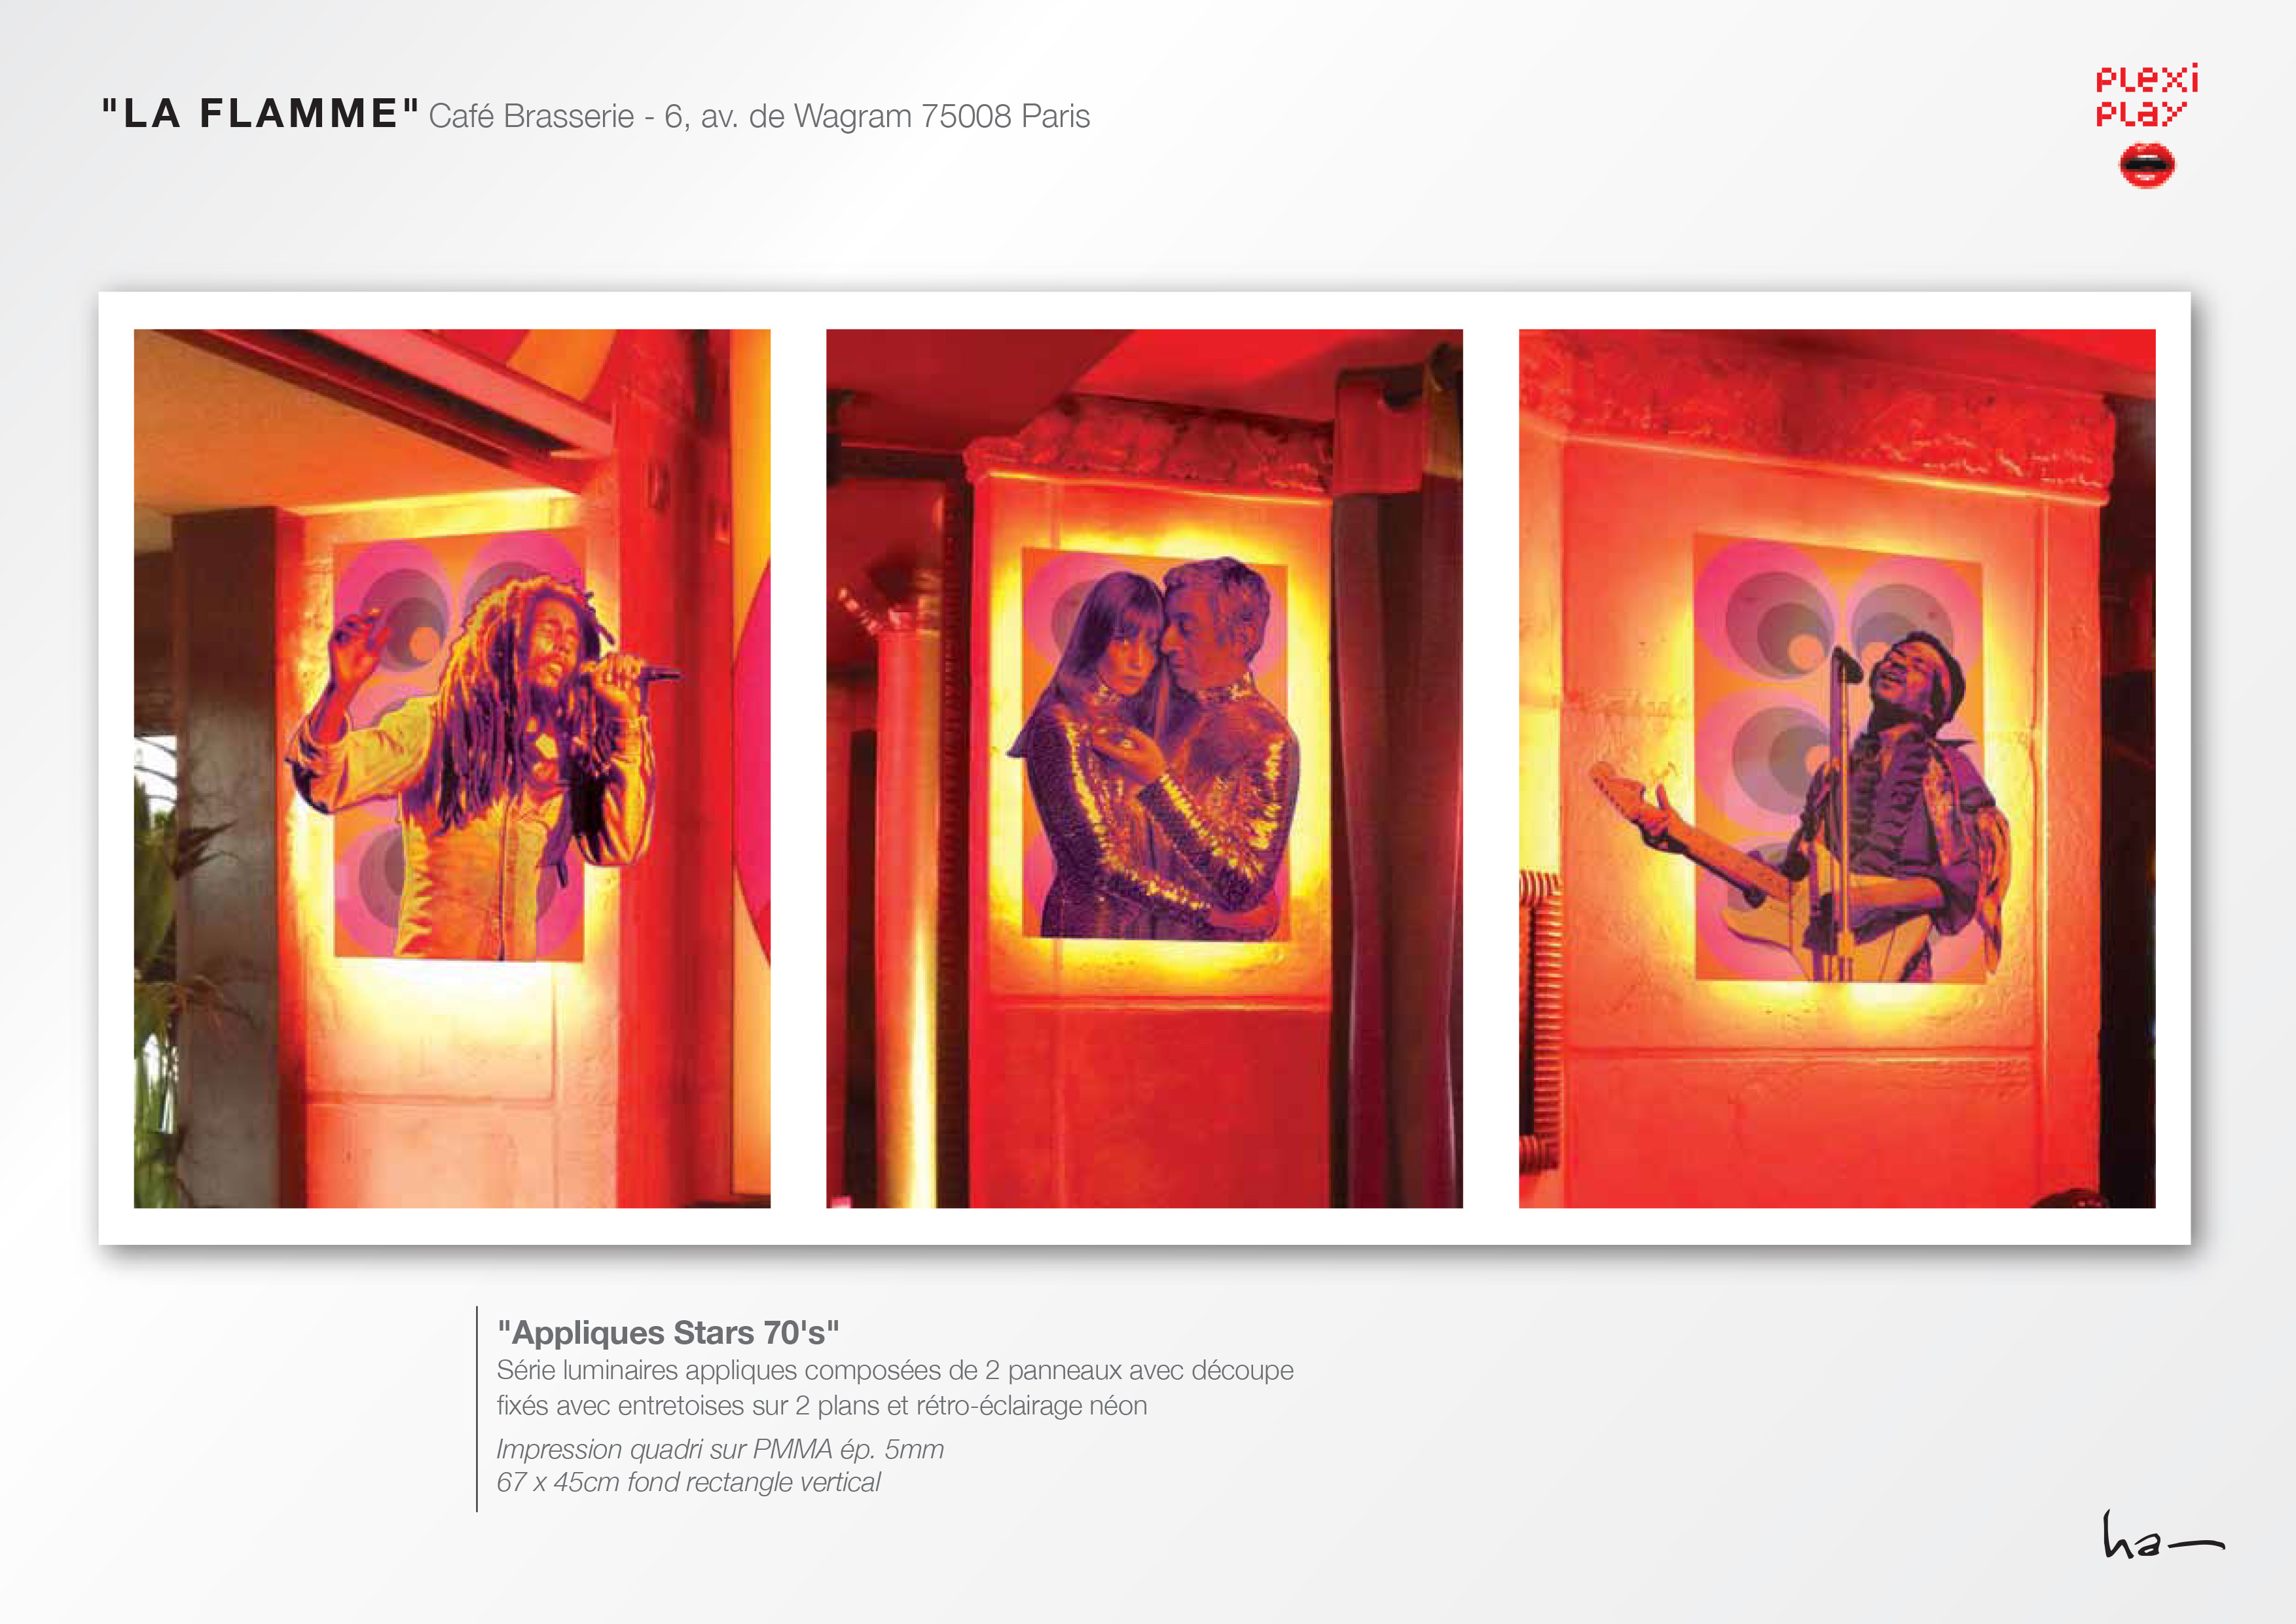 "LA FLAMME" Café Brasserie - 6, av. de Wagram 75008 Paris
plexi
play
"Appliques Stars 70's"
Série luminaires appliques composées de 2 panneaux avec découpe
fixés avec entretoises sur 2 plans et rétro-éclairage néon
Impression quadri sur PMMA ép. 5mm
67 x 45cm fond rectangle vertical
ha